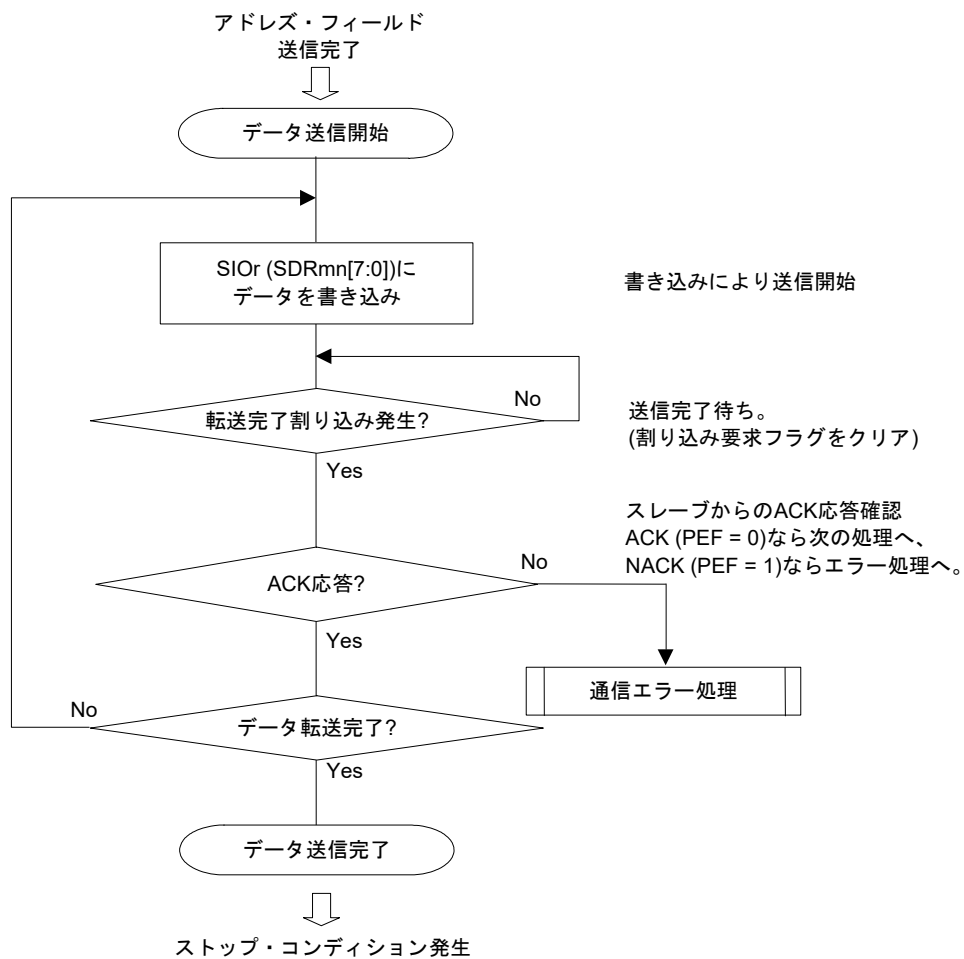 アドレズ・フィールド
送信完了
データ送信開始
SIOr (SDRmn[7:0])に
データを書き込み
書き込みにより送信開始
転送完了割り込み発生?
No
送信完了待ち。
(割り込み要求フラグをクリア)
Yes
スレーブからのACK応答確認
ACK (PEF = 0)なら次の処理へ、
NACK (PEF = 1)ならエラー処理へ。
ACK応答?
No
Yes
通信エラー処理
No
データ転送完了?
Yes
データ送信完了
ストップ・コンディション発生